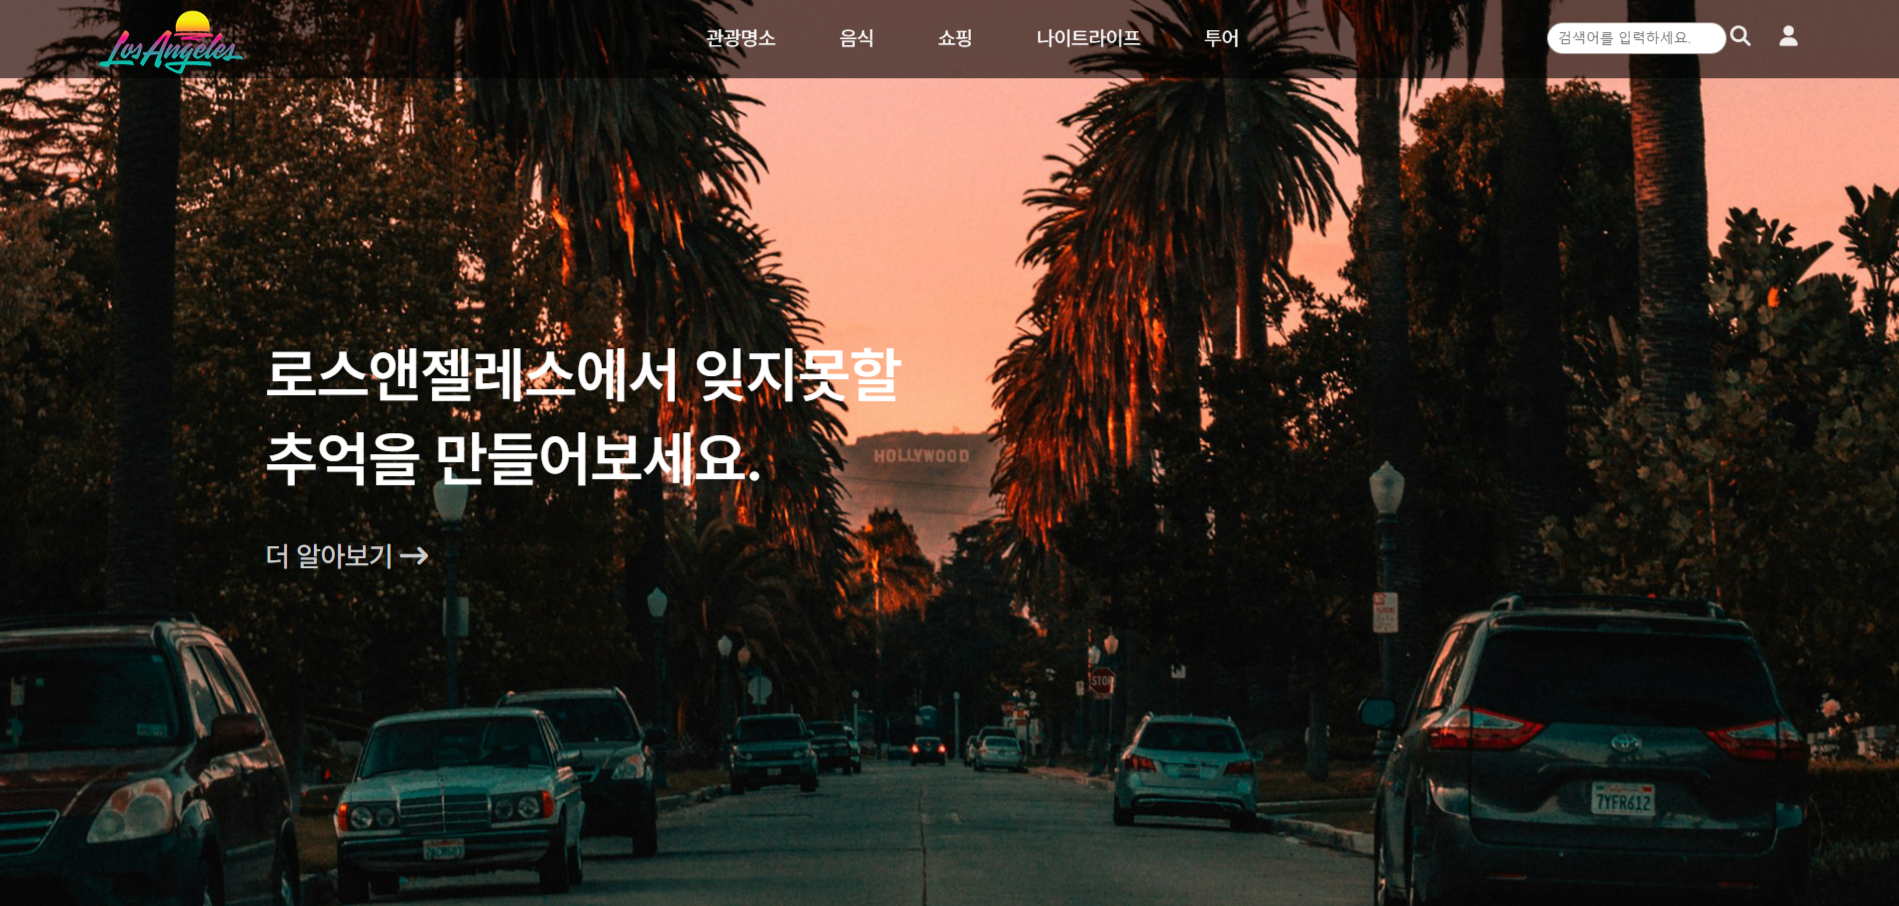 Los Angeles
관광명소 음식 쇼핑 나이트라이프 투어
검색어를 입력하세요.
로스앤젤레스에서 잊지못할
추억을 만들어보세요.
HOLLYWOOD
더 알아보기 →
STOP
7YFR612